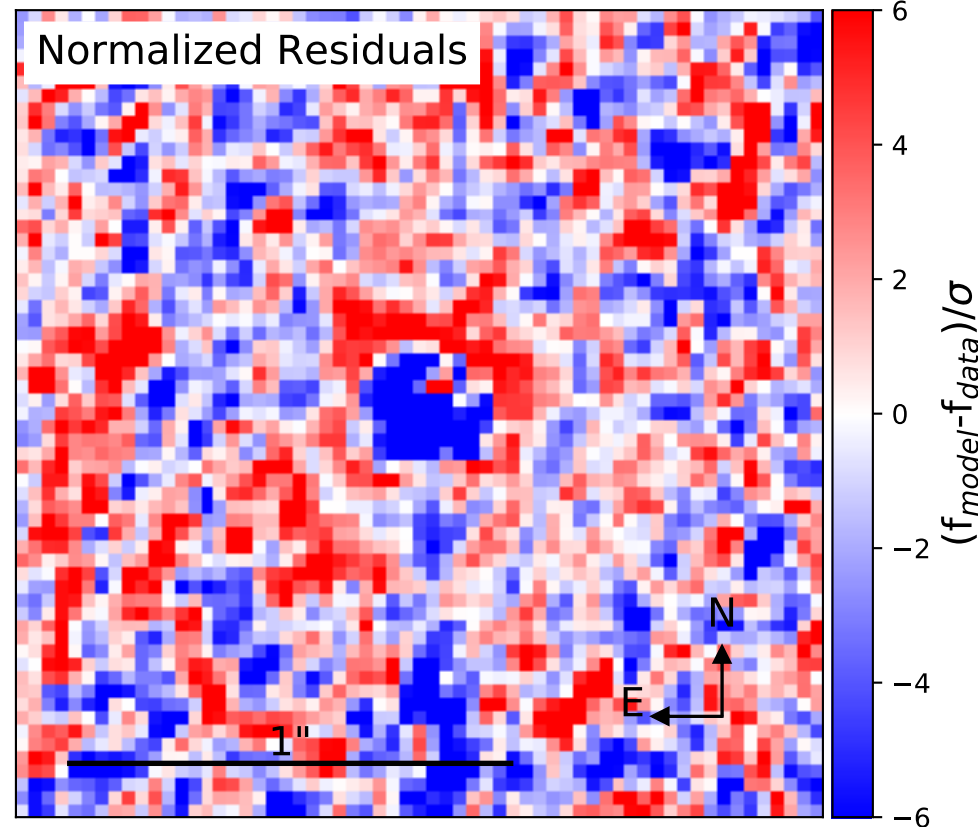 Normalized Residuals
6
4
2
0
−2
−4
−6
(f_model-f_data)/σ
N
E
1"